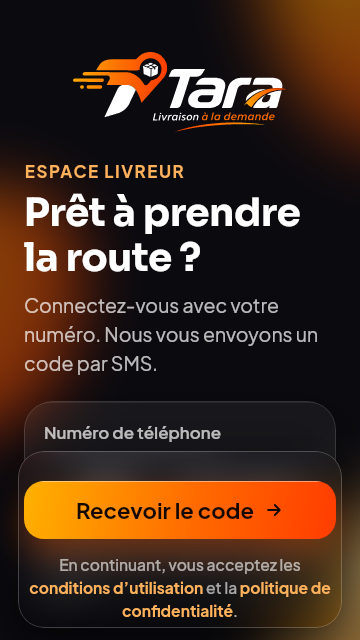 Tara
Livraison à la demande
ESPACE LIVREUR
Prêt à prendre
la route ?
Connectez-vous avec votre
numéro. Nous vous envoyons un
code par SMS.
Numéro de téléphone
Recevoir le code →
En continuant, vous acceptez les
conditions d’utilisation et la politique de
confidentialité.